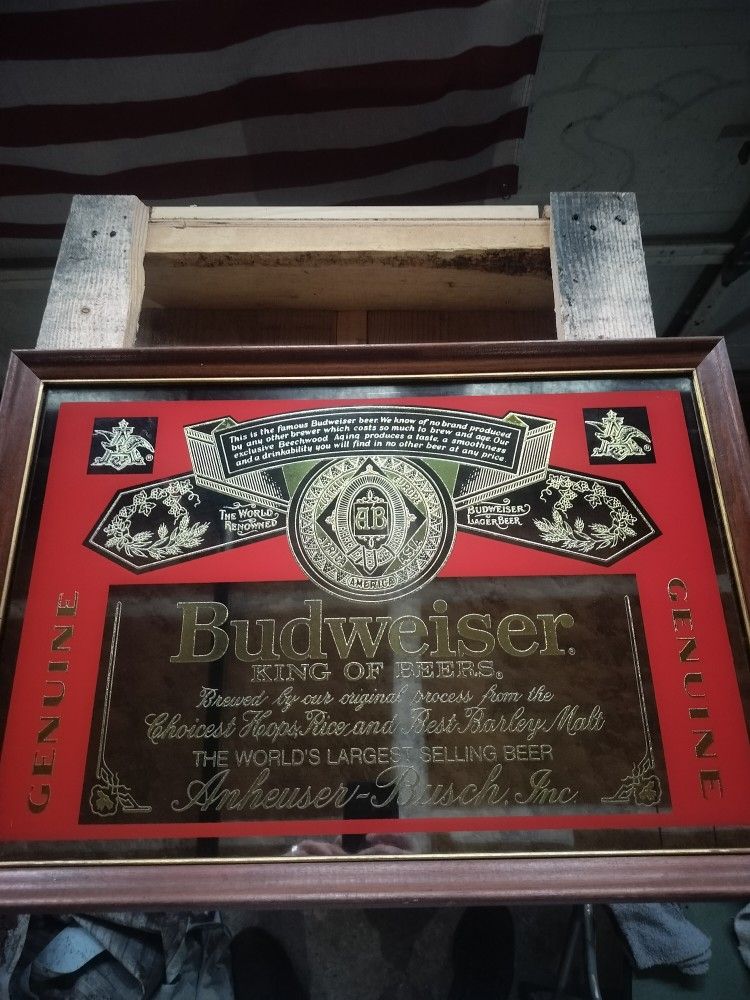 This is the famous Budweiser beer. We know of no brand produced
by any other brewer which costs so much to brew and age. Our
exclusive Beechwood Aging produces a taste, a smoothness
and a drinkability you will find in no other beer at any price
THE WORLD
RENOWNED
BUDWEISER
LAGER BEER
AB
AMERICA
Budweiser®
KING OF BEERS®
Brewed by our original process from the
Choicest Hops, Rice and Best Barley Malt
THE WORLD'S LARGEST SELLING BEER
Anheuser-Busch, Inc.
GENUINE
GENUINE